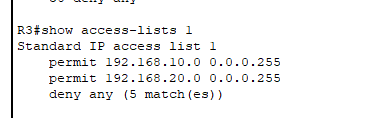 R3#show access-lists 1
Standard IP access list 1
permit 192.168.10.0 0.0.0.255
permit 192.168.20.0 0.0.0.255
deny any (5 match(es))